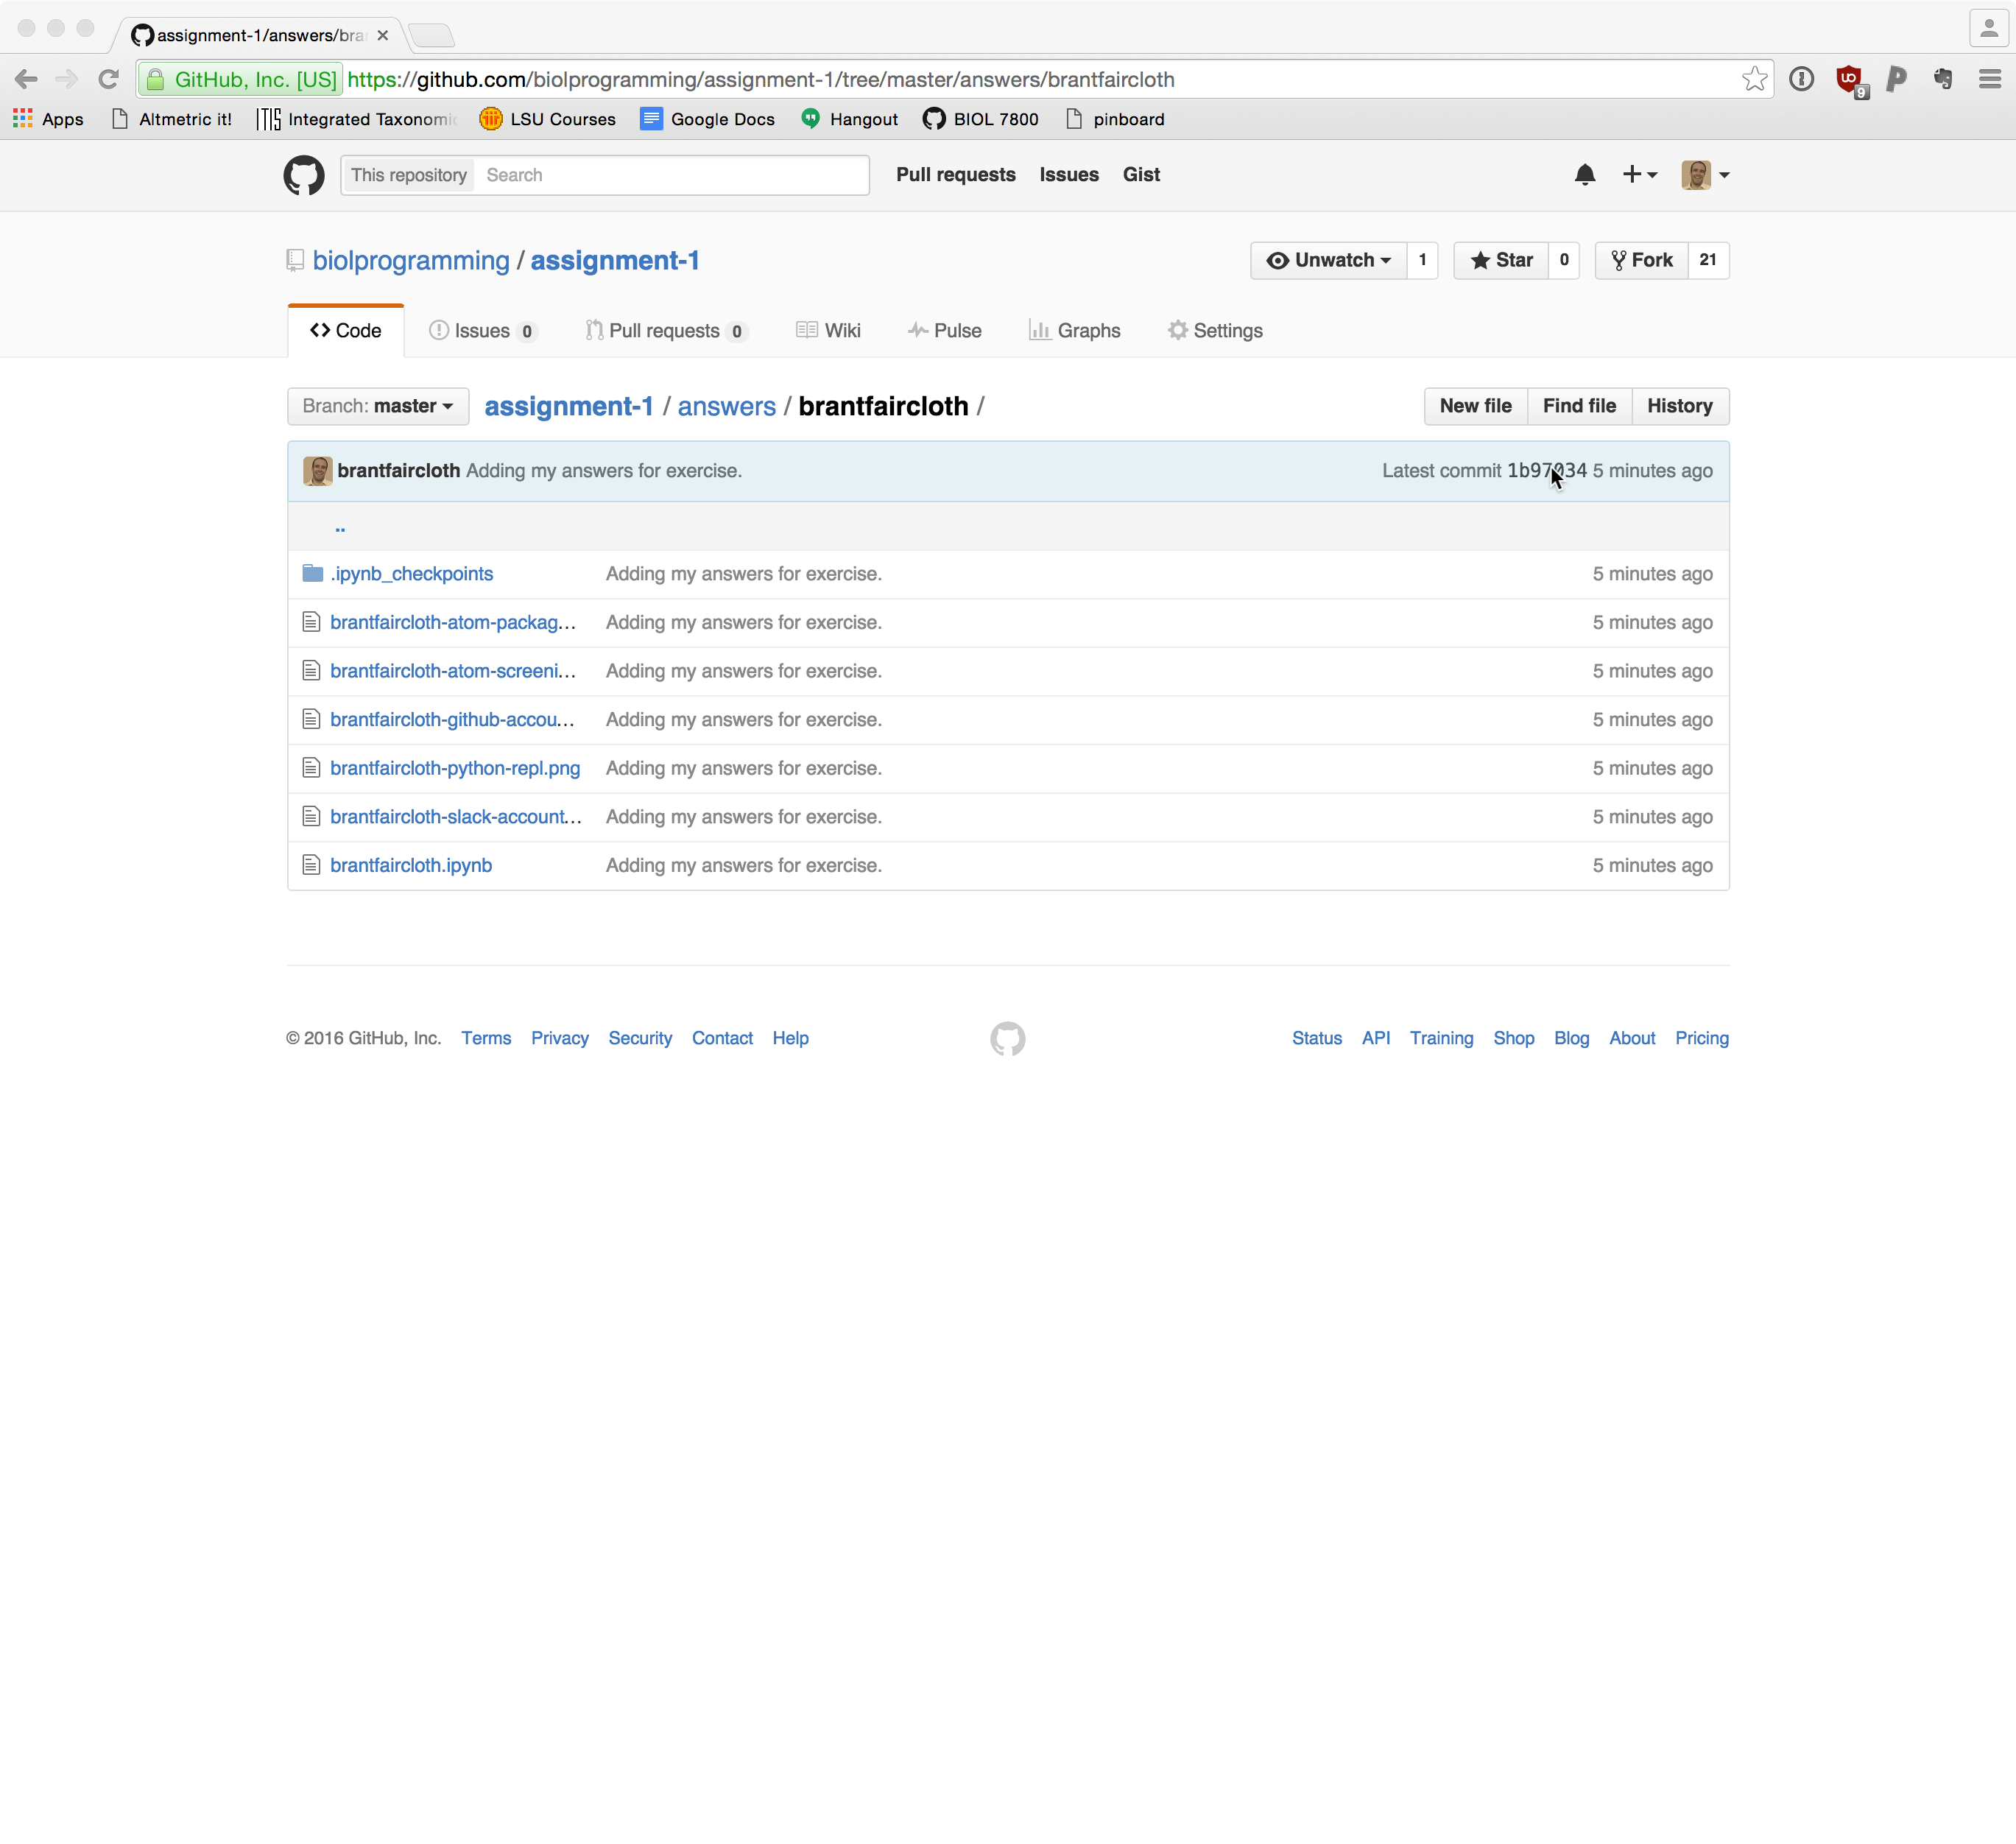 assignment-1/answers/bra
GitHub, Inc. [US] https://github.com/biolprogramming/assignment-1/tree/master/answers/brantfaircloth
9
Apps Altmetric it! ITIS Integrated Taxonomic LSU Courses Google Docs Hangout BIOL 7800 pinboard
This repository Search Pull requests Issues Gist
biolprogramming / assignment-1 Unwatch 1 Star 0 Fork 21
Code Issues 0 Pull requests 0 Wiki Pulse Graphs Settings
Branch: master assignment-1 / answers / brantfaircloth / New file Find file History
brantfaircloth Adding my answers for exercise. Latest commit 5 minutes ago
..
.ipynb_checkpoints Adding my answers for exercise. 5 minutes ago
brantfaircloth-atom-packag... Adding my answers for exercise. 5 minutes ago
brantfaircloth-atom-screeni... Adding my answers for exercise. 5 minutes ago
brantfaircloth-github-accou... Adding my answers for exercise. 5 minutes ago
brantfaircloth-python-repl.png Adding my answers for exercise. 5 minutes ago
brantfaircloth-slack-account... Adding my answers for exercise. 5 minutes ago
brantfaircloth.ipynb Adding my answers for exercise. 5 minutes ago
© 2016 GitHub, Inc. Terms Privacy Security Contact Help Status API Training Shop Blog About Pricing